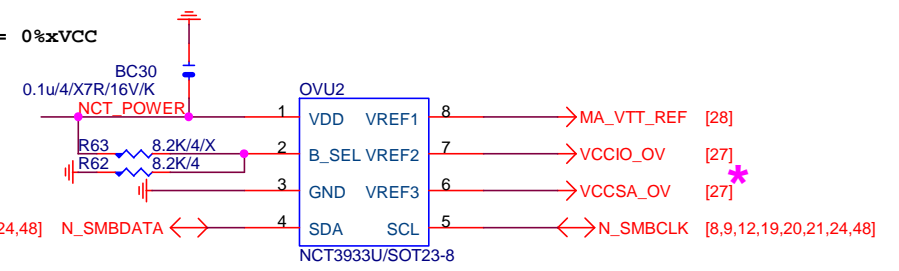 = 0%xVCC
BC30
0.1u/4/X7R/16V/K
OVU2
NCT_POWER
1 VDD VREF1 8 MA_VTT_REF [28]
R63 8.2K/4/X
2 B_SEL VREF2 7 VCCIO_OV [27]
R62 8.2K/4
3 GND VREF3 6 VCCSA_OV [27] *
24,48] N_SMBDATA 4 SDA SCL 5 N_SMBCLK [8,9,12,19,20,21,24,48]
NCT3933U/SOT23-8